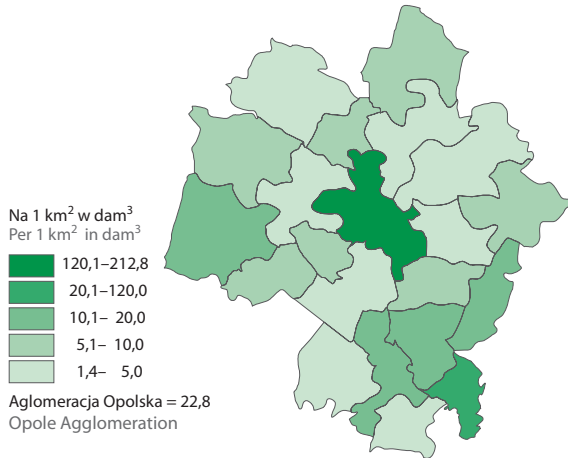 Na 1 km² w dam³
Per 1 km² in dam³
120,1–212,8
20,1–120,0
10,1– 20,0
5,1– 10,0
1,4– 5,0
Aglomeracja Opolska = 22,8
Opole Agglomeration